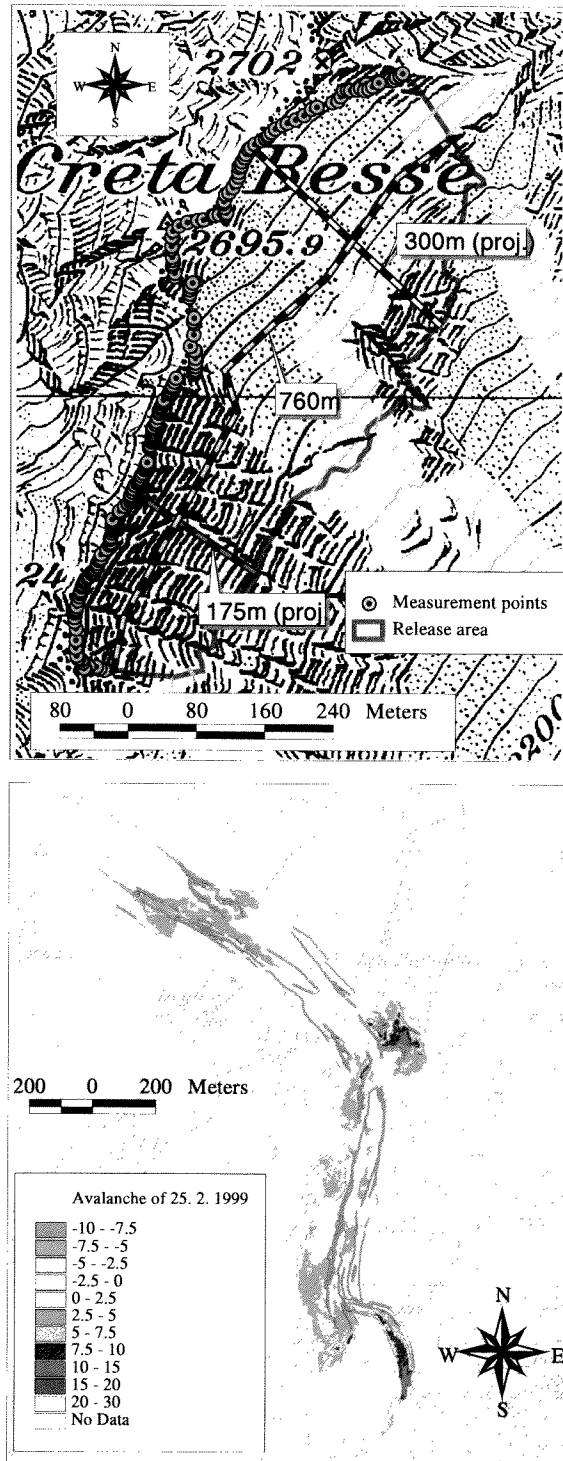 N
W E
S
2702
Creta Besse
2695.9
300m (proj.)
760m
24
175m (proj
Measurement points
Release area
80 0 80 160 240 Meters
2200
200 0 200 Meters
Avalanche of 25. 2. 1999
-10 - -7.5
-7.5 - -5
-5 - -2.5
-2.5 - 0
0 - 2.5
2.5 - 5
5 - 7.5
7.5 - 10
10 - 15
15 - 20
20 - 30
No Data
N
W E
S